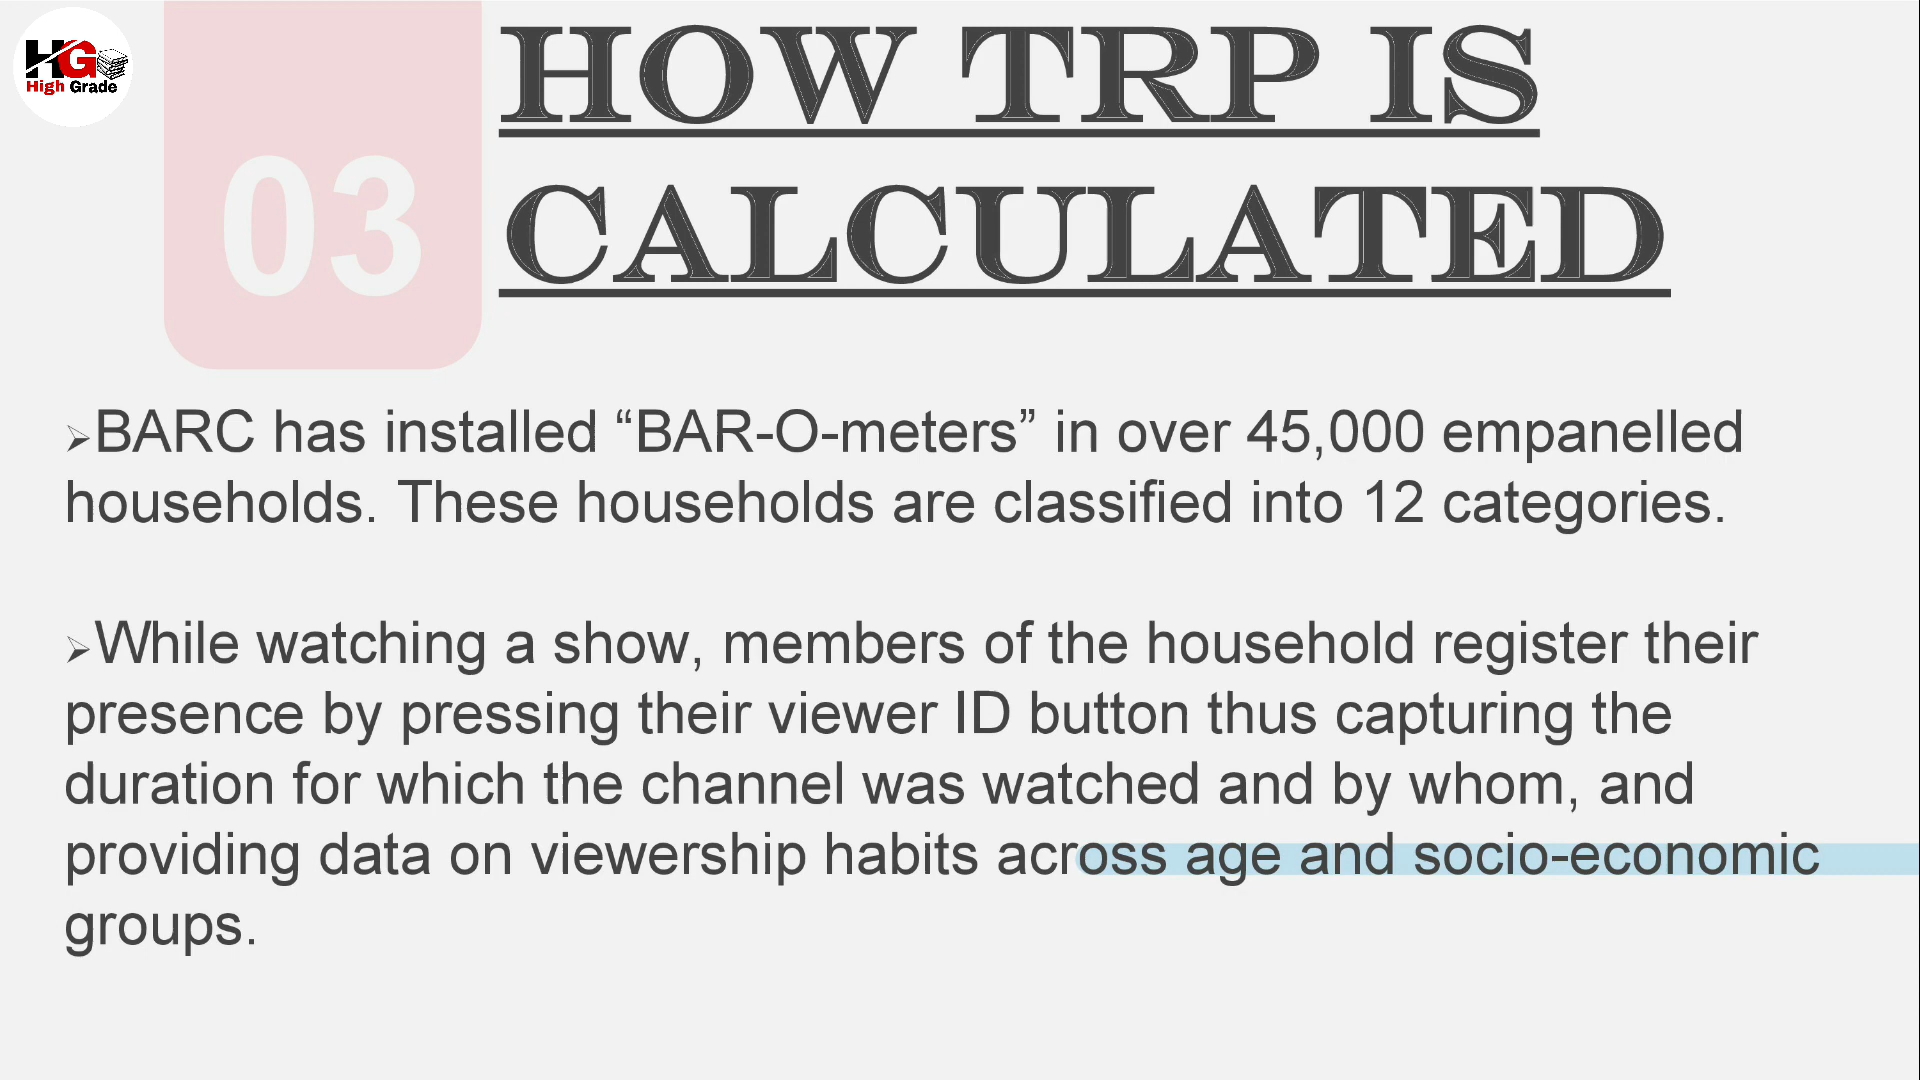 HG
High Grade
03
HOW TRP IS
CALCULATED
➢BARC has installed “BAR-O-meters” in over 45,000 empanelled
households. These households are classified into 12 categories.
➢While watching a show, members of the household register their
presence by pressing their viewer ID button thus capturing the
duration for which the channel was watched and by whom, and
providing data on viewership habits across age and socio-economic
groups.